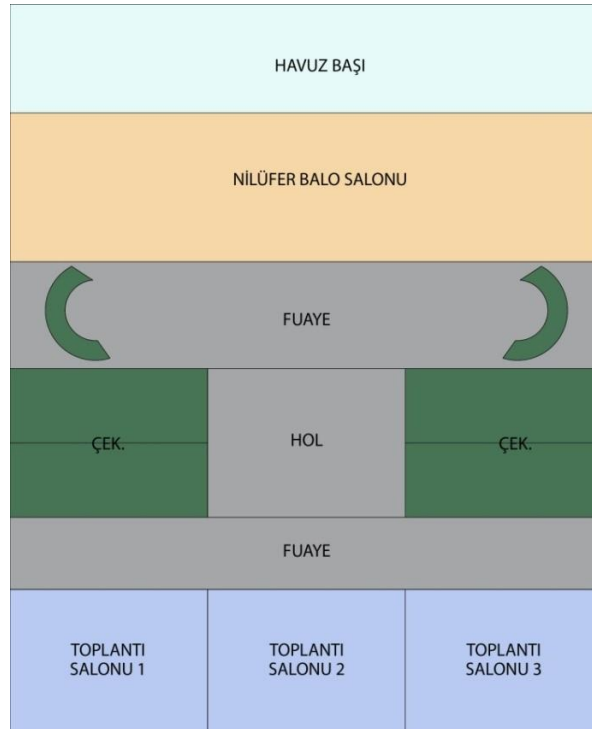 HAVUZ BAŞI
NİLÜFER BALO SALONU
FUAYE
ÇEK.
HOL
ÇEK.
FUAYE
TOPLANTI
SALONU 1
TOPLANTI
SALONU 2
TOPLANTI
SALONU 3